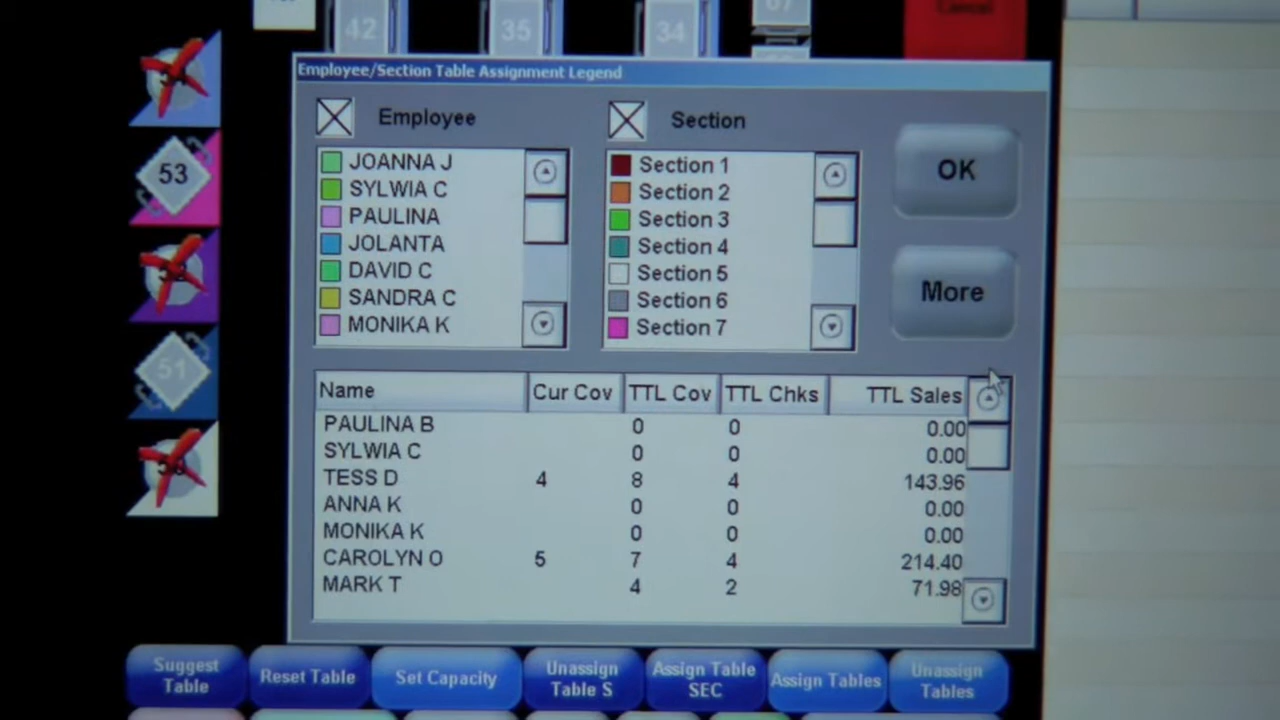 42
35
34
67
Cancel
Employee/Section Table Assignment Legend
Employee
Section
JOANNA J
SYLWIA C
PAULINA
JOLANTA
DAVID C
SANDRA C
MONIKA K
Section 1
Section 2
Section 3
Section 4
Section 5
Section 6
Section 7
OK
More
53
51
Name Cur Cov TTL Cov TTL Chks TTL Sales
PAULINA B 0 0 0.00
SYLWIA C 0 0 0.00
TESS D 4 8 4 143.96
ANNA K 0 0 0.00
MONIKA K 0 0 0.00
CAROLYN O 5 7 4 214.40
MARK T 4 2 71.98
Suggest
Table
Reset Table
Set Capacity
Unassign
Table S
Assign Table
SEC
Assign Tables
Unassign
Tables